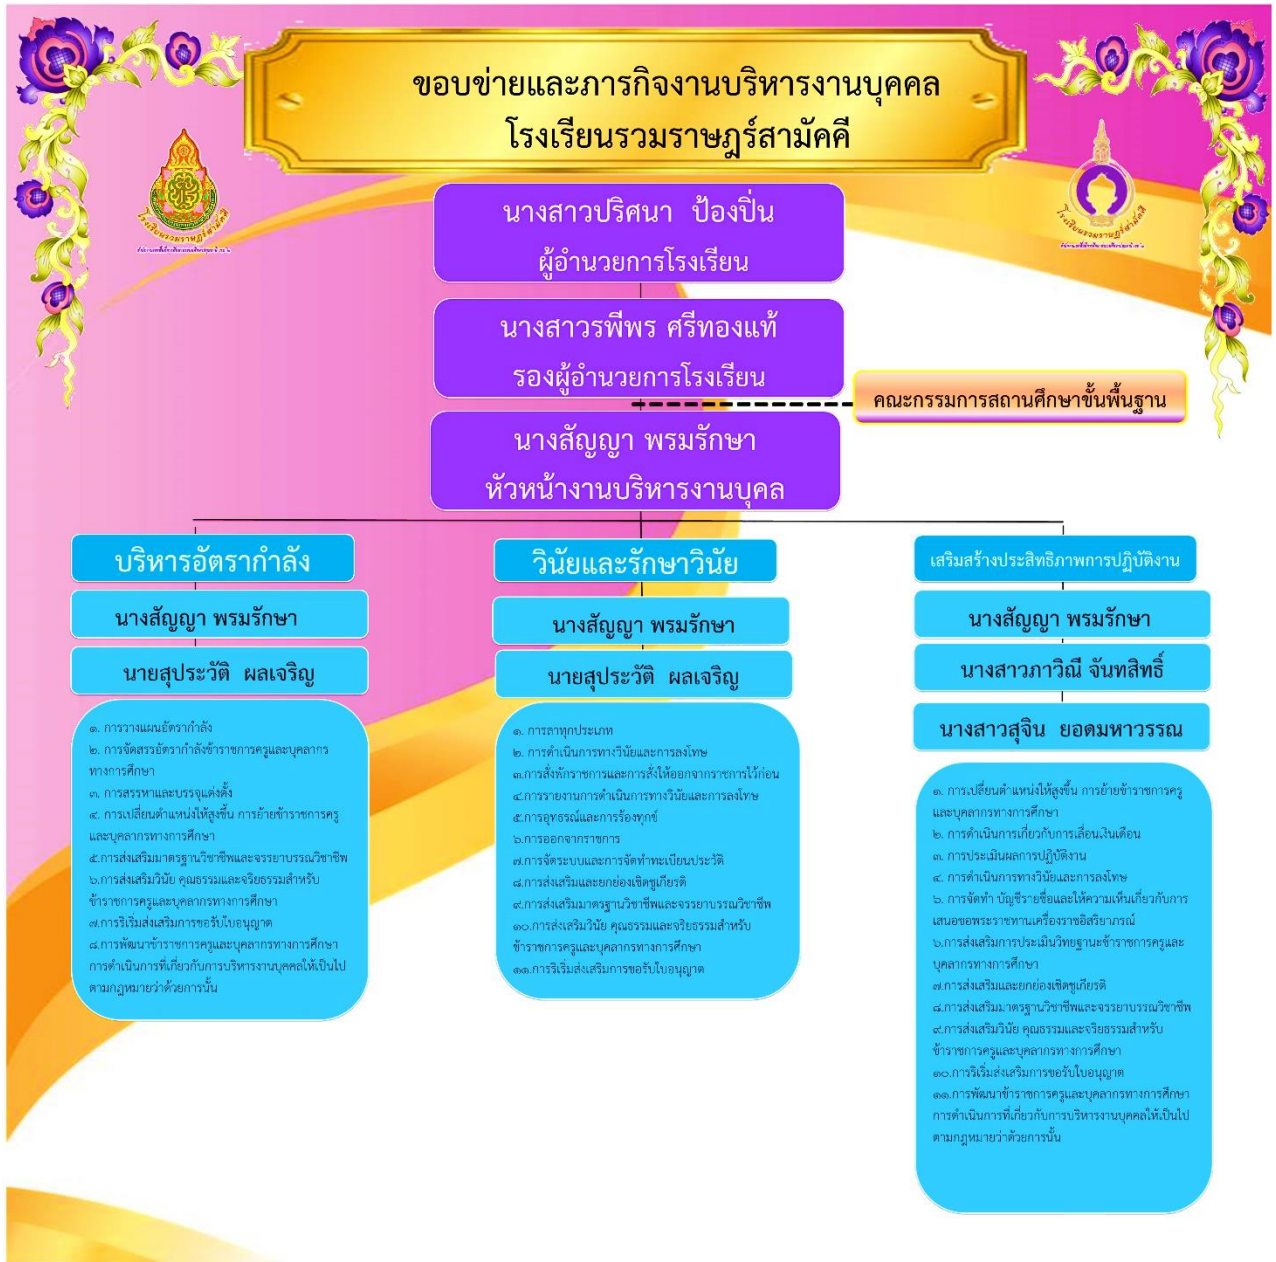 ขอบข่ายและภารกิจงานบริหารงานบุคคล
โรงเรียนรวมราษฎร์สามัคคี
โรงเรียนรวมราษฎร์สามัคคี
โรงเรียนรวมราษฎร์สามัคคี
นางสาวปริศนา ป้องปิ่น
ผู้อำนวยการโรงเรียน
นางสาวรพีพร ศรีทองแท้
รองผู้อำนวยการโรงเรียน
คณะกรรมการสถานศึกษาขั้นพื้นฐาน
นางสัญญา พรมรักษา
หัวหน้างานบริหารงานบุคล
บริหารอัตรากำลัง
นางสัญญา พรมรักษา
นายสุประวัติ ผลเจริญ
๑. การวางแผนอัตรากำลัง
๒. การจัดสรรอัตรากำลังข้าราชการครูและบุคลากร
ทางการศึกษา
๓. การสรรหาและบรรจุแต่งตั้ง
๔. การเปลี่ยนตำแหน่งให้สูงขึ้น การย้ายข้าราชการครู
และบุคลากรทางการศึกษา
๕.การส่งเสริมมาตรฐานวิชาชีพและจรรยาบรรณวิชาชีพ
๖.การส่งเสริมวินัย คุณธรรมและจริยธรรมสำหรับ
ข้าราชการครูและบุคลากรทางการศึกษา
๗.การริเริ่มส่งเสริมการขอรับใบอนุญาต
๘.การพัฒนาข้าราชการครูและบุคลากรทางการศึกษา
การดำเนินการที่เกี่ยวกับการบริหารงานบุคคลให้เป็นไป
ตามกฎหมายว่าด้วยการนั้น
วินัยและรักษาวินัย
นางสัญญา พรมรักษา
นายสุประวัติ ผลเจริญ
๑. การลาทุกประเภท
๒. การดำเนินการทางวินัยและการลงโทษ
๓.การสั่งพักราชการและการสั่งให้ออกจากราชการไว้ก่อน
๔.การรายงานการดำเนินการทางวินัยและการลงโทษ
๕.การอุทธรณ์และการร้องทุกข์
๖.การออกจากราชการ
๗.การจัดระบบและการจัดทำทะเบียนประวัติ
๘.การส่งเสริมและยกย่องเชิดชูเกียรติ
๙.การส่งเสริมมาตรฐานวิชาชีพและจรรยาบรรณวิชาชีพ
๑๐.การส่งเสริมวินัย คุณธรรมและจริยธรรมสำหรับ
ข้าราชการครูและบุคลากรทางการศึกษา
๑๑.การริเริ่มส่งเสริมการขอรับใบอนุญาต
เสริมสร้างประสิทธิภาพการปฏิบัติงาน
นางสัญญา พรมรักษา
นางสาวภาวิณี จันทสิทธิ์
นางสาวสุจิน ยอดมหาวรรณ
๑. การเปลี่ยนตำแหน่งให้สูงขึ้น การย้ายข้าราชการครู
และบุคลากรทางการศึกษา
๒. การดำเนินการเกี่ยวกับการเลื่อนเงินเดือน
๓. การประเมินผลการปฏิบัติงาน
๔. การดำเนินการทางวินัยและการลงโทษ
๖. การจัดทำ บัญชีรายชื่อและให้ความเห็นเกี่ยวกับการ
เสนอขอพระราชทานเครื่องราชอิสริยาภรณ์
๖.การส่งเสริมการประเมินวิทยฐานะข้าราชการครูและ
บุคลากรทางการศึกษา
๗.การส่งเสริมและยกย่องเชิดชูเกียรติ
๘.การส่งเสริมมาตรฐานวิชาชีพและจรรยาบรรณวิชาชีพ
๙.การส่งเสริมวินัย คุณธรรมและจริยธรรมสำหรับ
ข้าราชการครูและบุคลากรทางการศึกษา
๑๐.การริเริ่มส่งเสริมการขอรับใบอนุญาต
๑๑.การพัฒนาข้าราชการครูและบุคลากรทางการศึกษา
การดำเนินการที่เกี่ยวกับการบริหารงานบุคคลให้เป็นไป
ตามกฎหมายว่าด้วยการนั้น